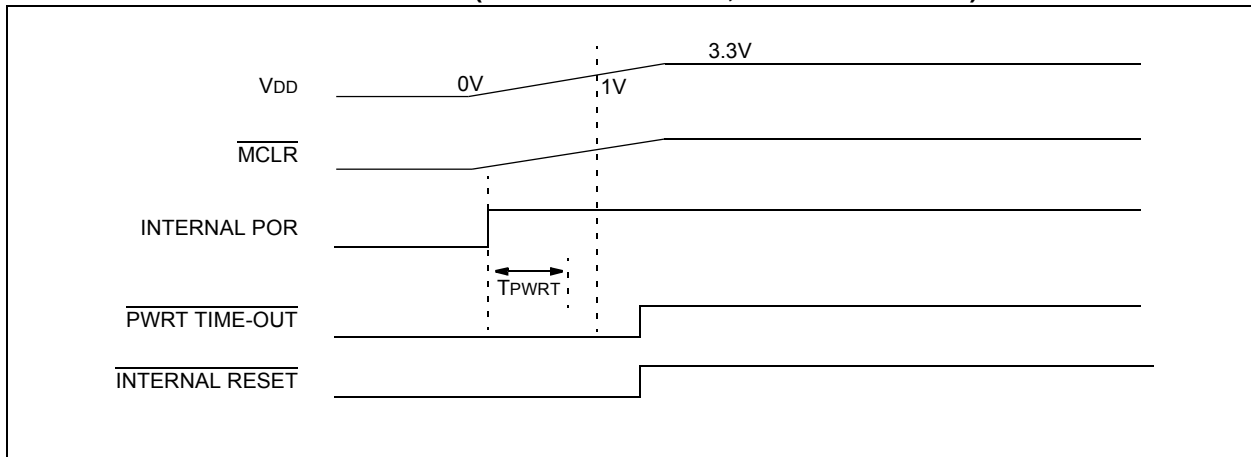 3.3V
VDD
0V
1V
MCLR
INTERNAL POR
TPWRT
PWRT TIME-OUT
INTERNAL RESET